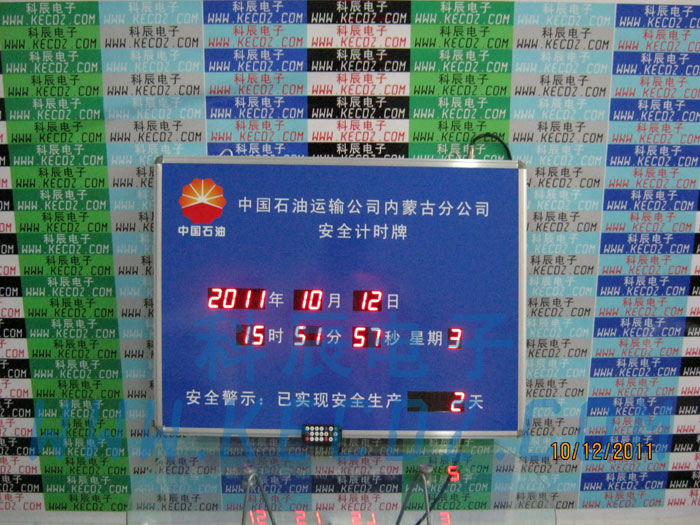 科辰电子
WWW.KECDZ.COM
中国石油
中国石油运输公司内蒙古分公司
安全计时牌
2011年 10月 12日
15时 51分 57秒 星期 3
安全警示：已实现安全生产 2天
10/12/2011